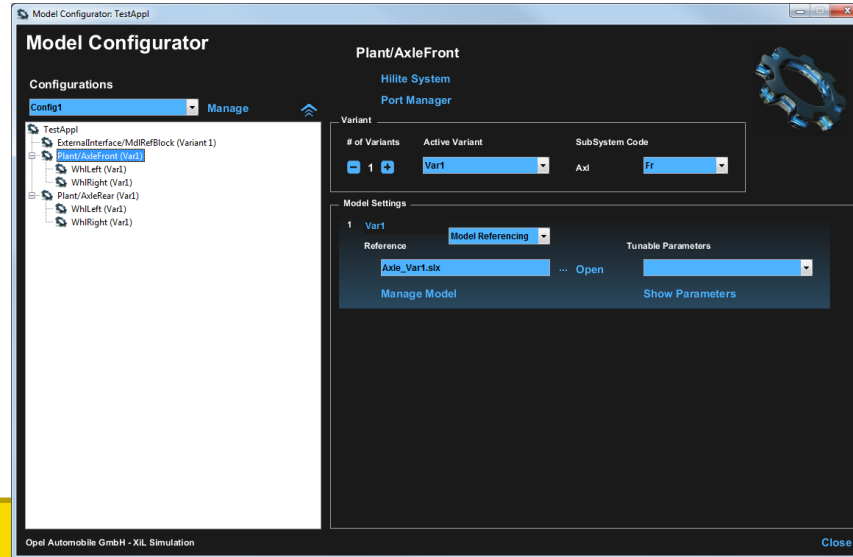 Model Configurator: TestAppl
Model Configurator
Plant/AxleFront
Hilite System
Configurations
Port Manager
Config1
Manage
Variant
TestAppl
ExternalInterface/MdlRefBlock (Variant 1)
Plant/AxleFront (Var1)
WhlLeft (Var1)
WhlRight (Var1)
Plant/AxleRear (Var1)
WhlLeft (Var1)
WhlRight (Var1)
# of Variants Active Variant SubSystem Code
1 Var1 Axl Fr
Model Settings
1 Var1
Model Referencing
Reference Tunable Parameters
Axle_Var1.slx ... Open
Manage Model Show Parameters
Opel Automobile GmbH - XiL Simulation
Close